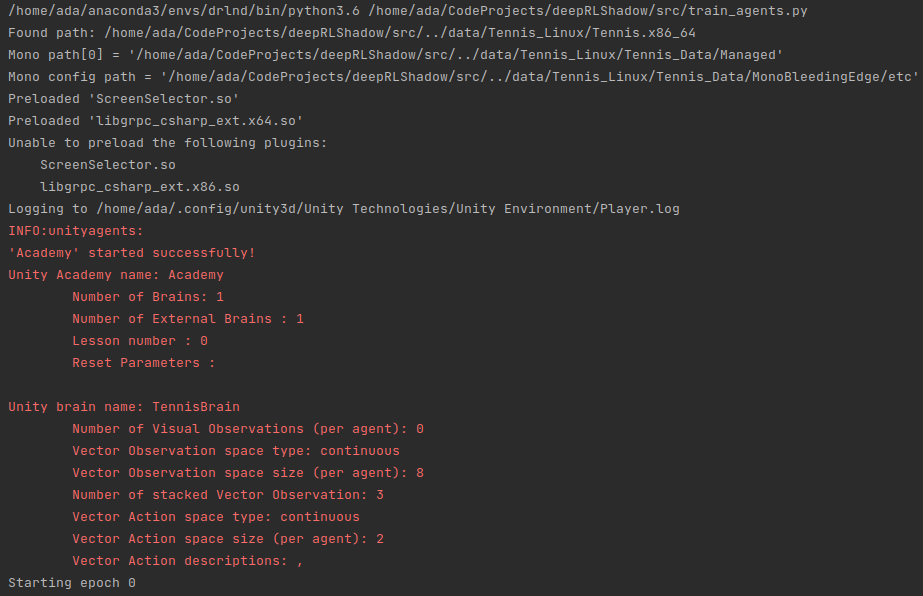 /home/ada/anaconda3/envs/drlnd/bin/python3.6 /home/ada/CodeProjects/deepRLShadow/src/train_agents.py
Found path: /home/ada/CodeProjects/deepRLShadow/src/../data/Tennis_Linux/Tennis.x86_64
Mono path[0] = '/home/ada/CodeProjects/deepRLShadow/src/../data/Tennis_Linux/Tennis_Data/Managed'
Mono config path = '/home/ada/CodeProjects/deepRLShadow/src/../data/Tennis_Linux/Tennis_Data/MonoBleedingEdge/etc'
Preloaded 'ScreenSelector.so'
Preloaded 'libgrpc_csharp_ext.x64.so'
Unable to preload the following plugins:
    ScreenSelector.so
    libgrpc_csharp_ext.x86.so
Logging to /home/ada/.config/unity3d/Unity Technologies/Unity Environment/Player.log
INFO:unityagents:
'Academy' started successfully!
Unity Academy name: Academy
        Number of Brains: 1
        Number of External Brains : 1
        Lesson number : 0
        Reset Parameters :

Unity brain name: TennisBrain
        Number of Visual Observations (per agent): 0
        Vector Observation space type: continuous
        Vector Observation space size (per agent): 8
        Number of stacked Vector Observation: 3
        Vector Action space type: continuous
        Vector Action space size (per agent): 2
        Vector Action descriptions: ,
Starting epoch 0